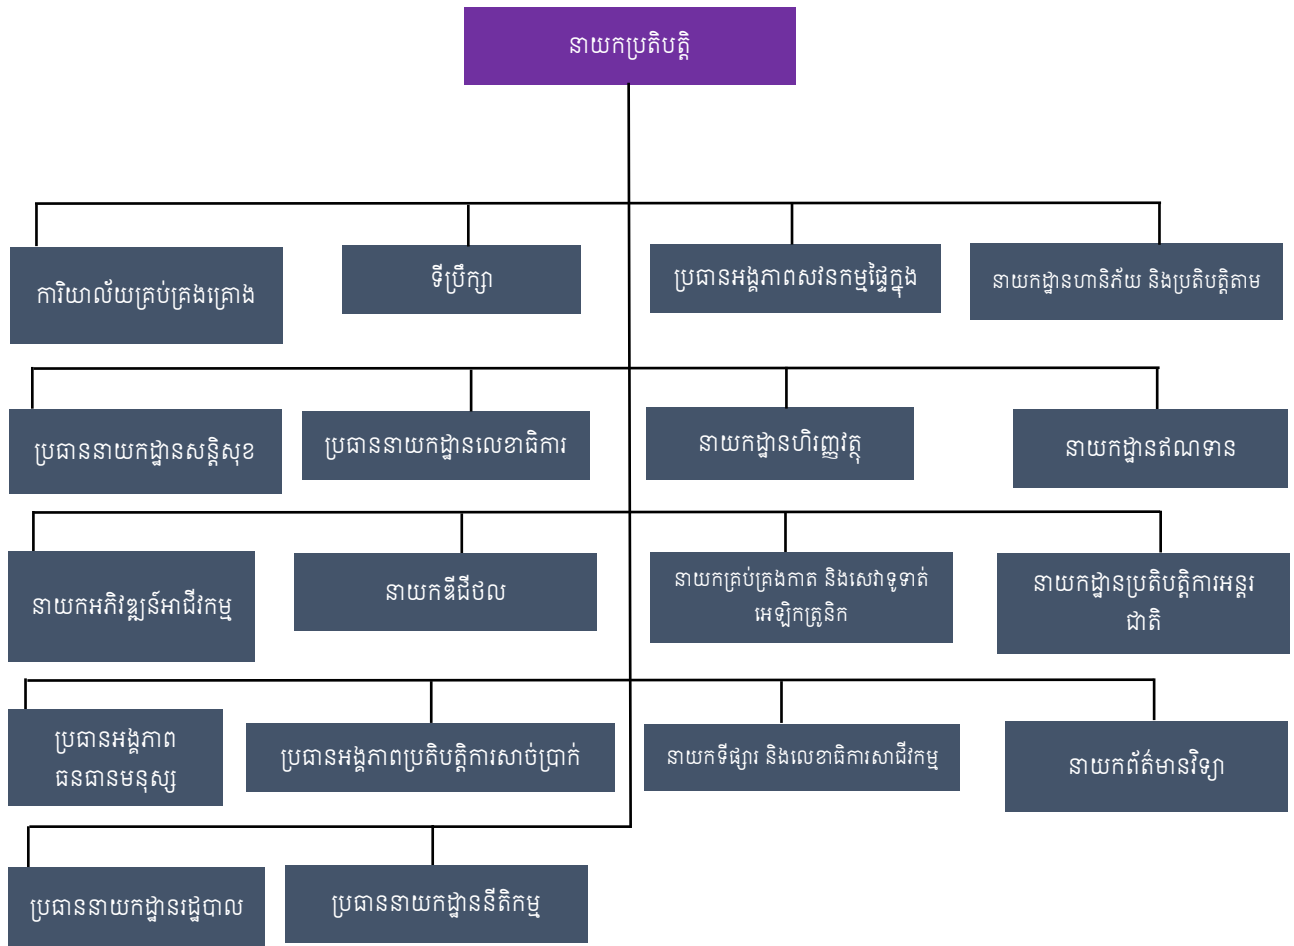 នាយកប្រតិបត្តិ
ការិយាល័យគ្រប់គ្រងគ្រោង
ទីប្រឹក្សា
ប្រធានអង្គភាពសវនកម្មផ្ទៃក្នុង
នាយកដ្ឋានហានិភ័យ និងប្រតិបត្តិតាម
ប្រធាននាយកដ្ឋានសន្តិសុខ
ប្រធាននាយកដ្ឋានលេខាធិការ
នាយកដ្ឋានហិរញ្ញវត្ថុ
នាយកដ្ឋានឥណទាន
នាយកអភិវឌ្ឍន៍អាជីវកម្ម
នាយកឌីជីថល
នាយកគ្រប់គ្រងកាត និងសេវាទូទាត់
អេឡិកត្រូនិក
នាយកដ្ឋានប្រតិបត្តិការអន្តរ
ជាតិ
ប្រធានអង្គភាព
ធនធានមនុស្ស
ប្រធានអង្គភាពប្រតិបត្តិការសាច់ប្រាក់
នាយកទីផ្សារ និងលេខាធិការសាជីវកម្ម
នាយកព័ត៌មានវិទ្យា
ប្រធាននាយកដ្ឋានរដ្ឋបាល
ប្រធាននាយកដ្ឋាននីតិកម្ម